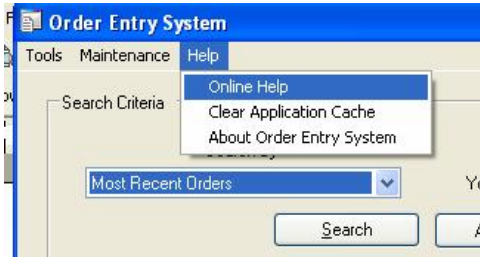 Order Entry System
Tools Maintenance Help
Online Help
Clear Application Cache
About Order Entry System
Search Criteria
Most Recent Orders
Search